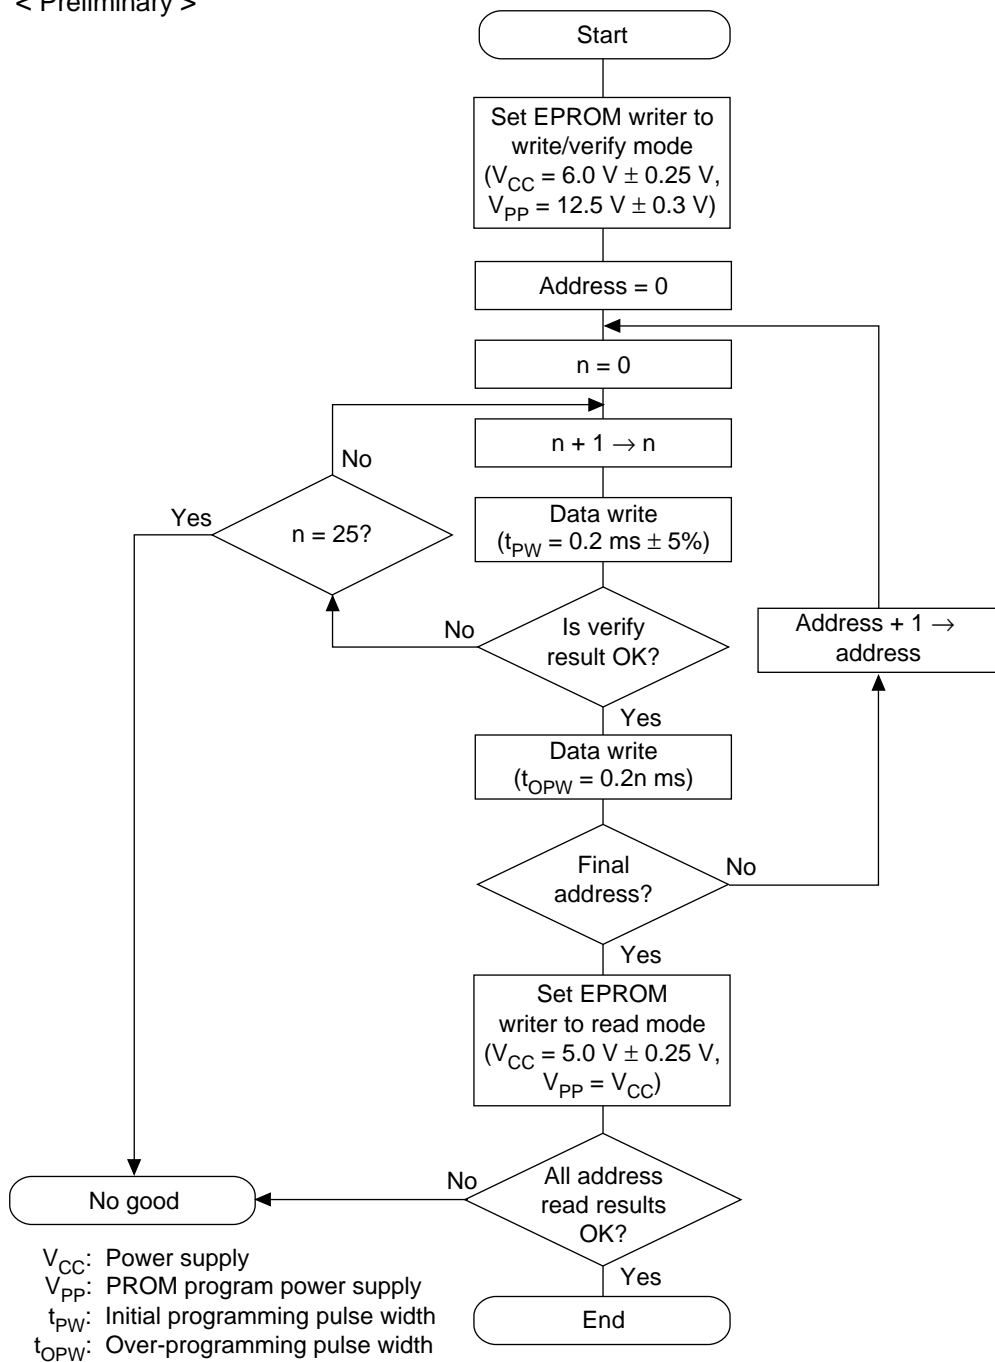 < Preliminary >
Start
Set EPROM writer to
write/verify mode
(VCC = 6.0 V ± 0.25 V,
VPP = 12.5 V ± 0.3 V)
Address = 0
n = 0
n + 1 → n
No
Yes
n = 25?
Data write
(tPW = 0.2 ms ± 5%)
No
Is verify
result OK?
Address + 1 →
address
Yes
Data write
(tOPW = 0.2n ms)
Final
address?
No
Yes
Set EPROM
writer to read mode
(VCC = 5.0 V ± 0.25 V,
VPP = VCC)
No
All address
read results
OK?
No good
Yes
End
VCC: Power supply
VPP: PROM program power supply
tPW: Initial programming pulse width
tOPW: Over-programming pulse width